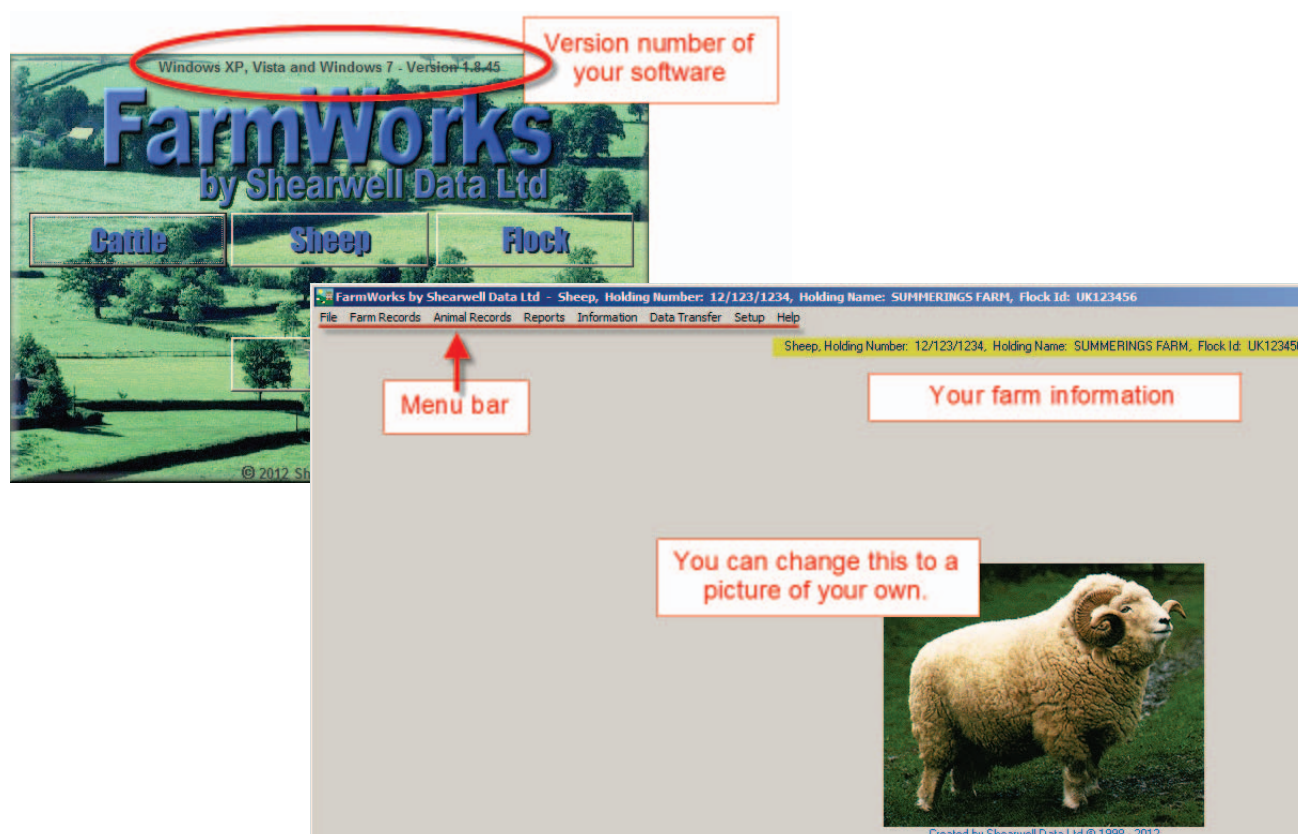 Version number of
your software
Windows XP, Vista and Windows 7 - Version 1.8.45
FarmWorks
by Shearwell Data Ltd
Cattle
Sheep
Flock
FarmWorks by Shearwell Data Ltd - Sheep, Holding Number: 12/123/1234, Holding Name: SUMMERINGS FARM, Flock Id: UK123456
File Farm Records Animal Records Reports Information Data Transfer Setup Help
Sheep, Holding Number: 12/123/1234, Holding Name: SUMMERINGS FARM, Flock Id: UK12345
Menu bar
Your farm information
© 2012
You can change this to a
picture of your own.
Created by Shearwell Data Ltd © 1999 - 2012